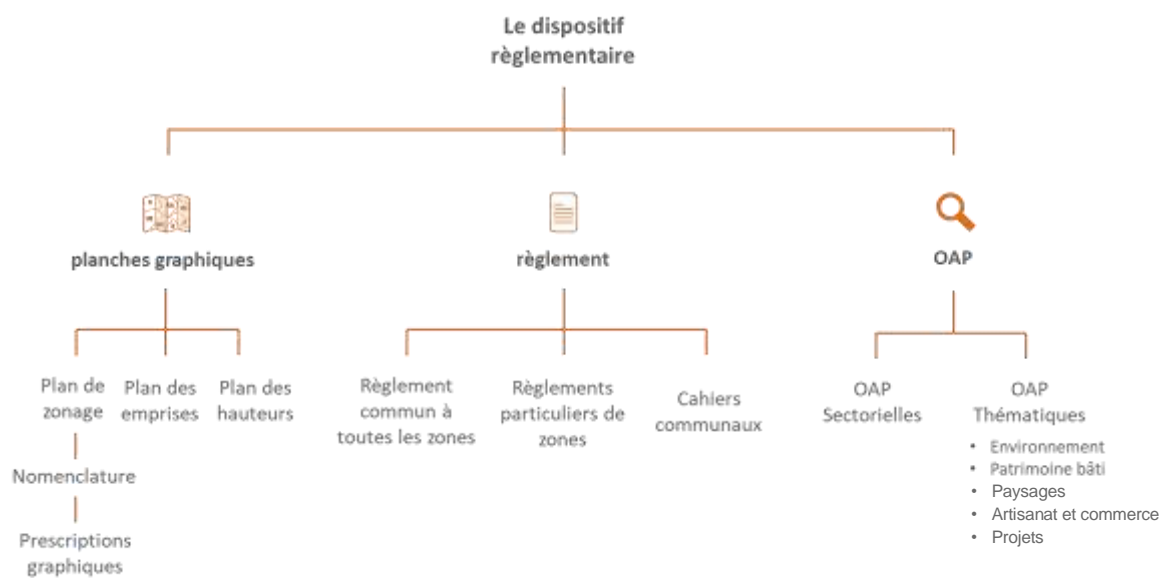 Le dispositif
règlementaire
planches graphiques
règlement
OAP
Plan de
zonage
Plan des
emprises
Plan des
hauteurs
Nomenclature
Prescriptions
graphiques
Règlement
commun à
toutes les zones
Règlements
particuliers de
zones
Cahiers
communaux
OAP
Sectorielles
OAP
Thématiques
• Environnement
• Patrimoine bâti
• Paysages
• Artisanat et commerce
• Projets